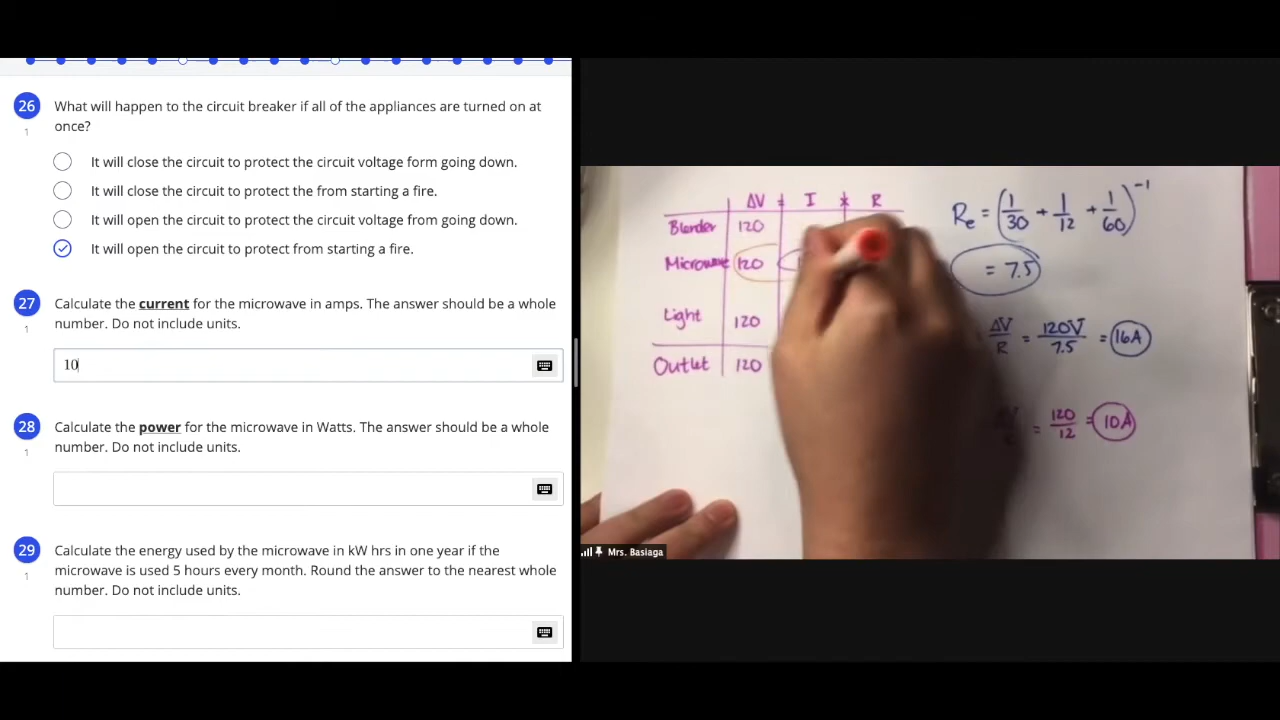 26 What will happen to the circuit breaker if all of the appliances are turned on at
1 once?
It will close the circuit to protect the circuit voltage form going down.
It will close the circuit to protect the from starting a fire.
It will open the circuit to protect the circuit voltage from going down.
It will open the circuit to protect from starting a fire.
27 Calculate the current for the microwave in amps. The answer should be a whole
1 number. Do not include units.
10
28 Calculate the power for the microwave in Watts. The answer should be a whole
1 number. Do not include units.
29 Calculate the energy used by the microwave in kW hrs in one year if the
1 microwave is used 5 hours every month. Round the answer to the nearest whole
number. Do not include units.
ΔV = I x R
Blender 120
Microwave 120
Light 120
Outlet 120
Re = (1/30 + 1/12 + 1/60)^-1
= 7.5
ΔV/R = 120V/7.5 = 16A
= 120/12 = 10A
Mrs. Basiaga